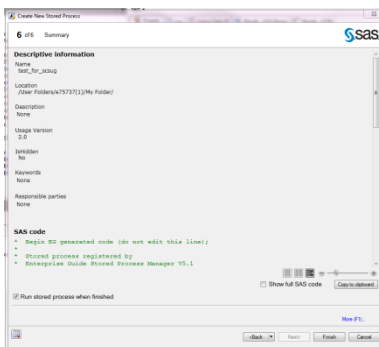 Create New Stored Process
6 of 6 Summary
sas
Descriptive information
Name
test_for_scsug
Location
/User Folders/e75737(1)/My Folder/
Description
None
Usage Version
2.0
IsHidden
No
Keywords
None
Responsible parties
None
SAS code
* Begin EG generated code (do not edit this line);
*
* Stored process registered by
* Enterprise Guide Stored Process Manager V5.1
Show full SAS code
Copy to clipboard
Run stored process when finished
More (F1)...
<Back
Next>
Finish
Cancel